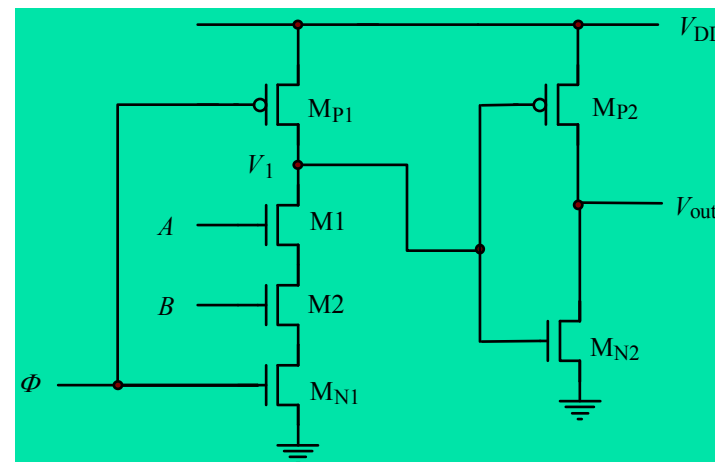 V_DD
M_P1
M_P2
V_1
A
M1
V_out
B
M2
M_N2
Φ
M_N1